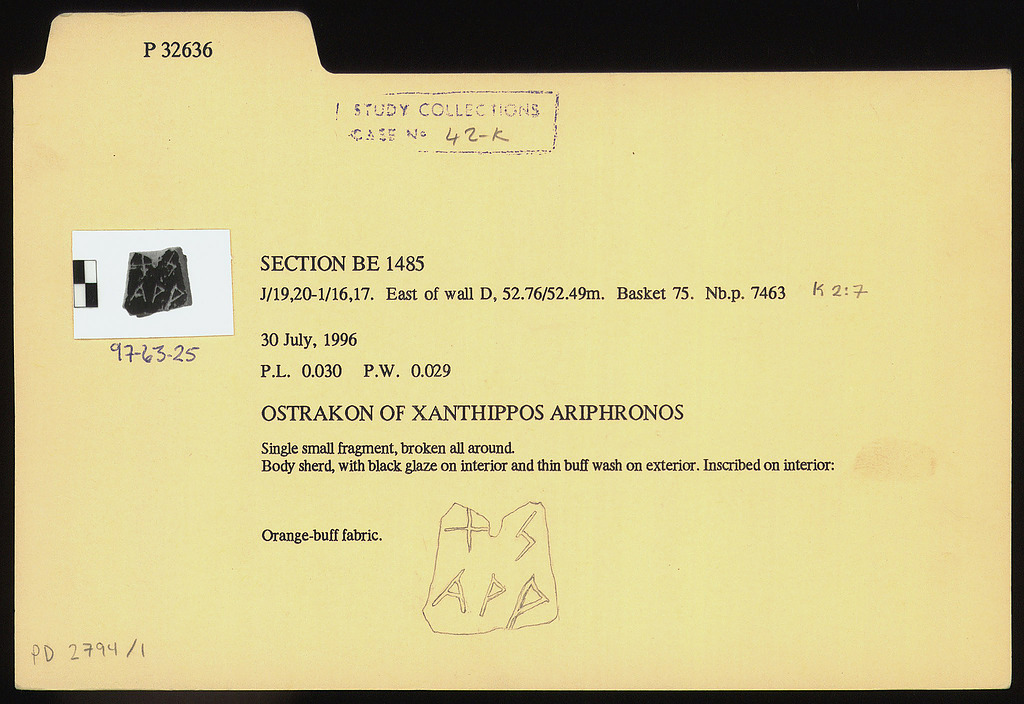 P 32636
STUDY COLLECTIONS
CASE No 42-K
SECTION BE 1485
J/19,20-1/16,17. East of wall D, 52.76/52.49m. Basket 75. Nb.p. 7463 K 2:7
97-63-25
30 July, 1996
P.L. 0.030 P.W. 0.029
OSTRAKON OF XANTHIPPOS ARIPHRONOS
Single small fragment, broken all around.
Body sherd, with black glaze on interior and thin buff wash on exterior. Inscribed on interior:
Orange-buff fabric.
PD 2794/1